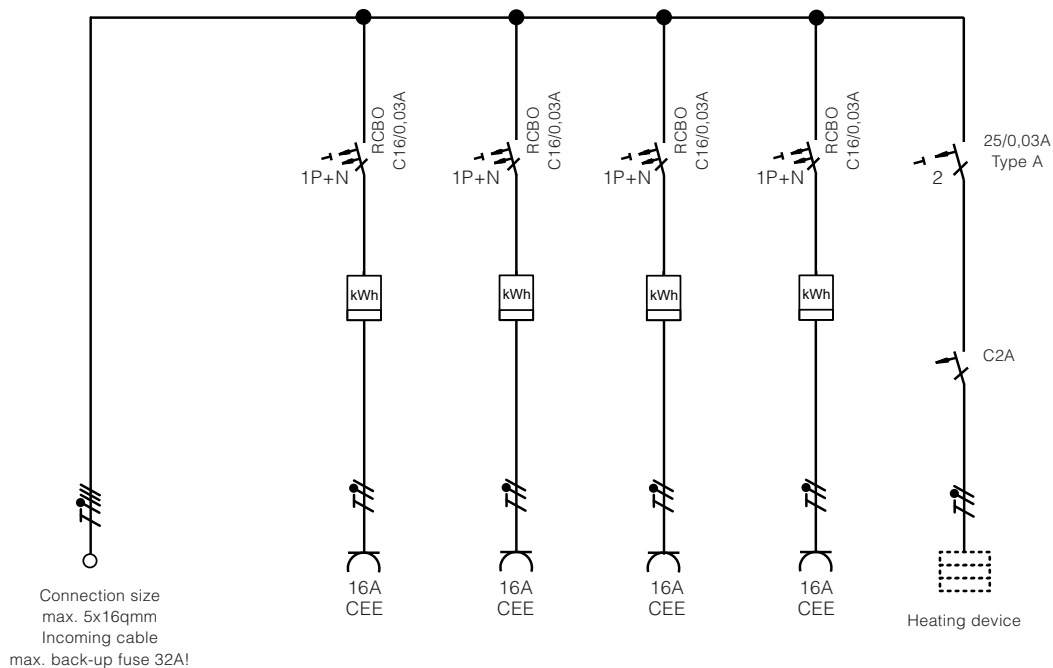 RCBO
C16/0,03A
RCBO
C16/0,03A
RCBO
C16/0,03A
RCBO
C16/0,03A
25/0,03A
Type A
1P+N
1P+N
1P+N
1P+N
2
kWh
kWh
kWh
kWh
C2A
16A
CEE
16A
CEE
16A
CEE
16A
CEE
Connection size
max. 5x16qmm
Incoming cable
max. back-up fuse 32A!
Heating device